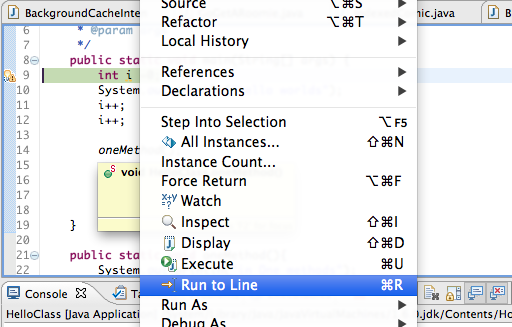 BackgroundCacheInte
nic.java
B
Source ⌥⌘S ▶
Refactor ⌥⌘T ▶
Local History ▶
References ▶
Declarations ▶
Step Into Selection ⌥F5
All Instances... ⇧⌘N
Instance Count...
Force Return ⌥⌘F
x+y=? Watch
Inspect ⇧⌘I
Display ⇧⌘D
Execute ⌘U
Run to Line ⌘R
Run As ▶
Debug As ▶
6 * @param
7 */
8 public sta
9 int i
10 System
11 i++;
12 i++;
13
14 oneMet
15
16 S void
17
18
19 }
20
21 public sta
22 System
Console
Ta
HelloClass [Java Applicati
0.jdk/Contents/Ho